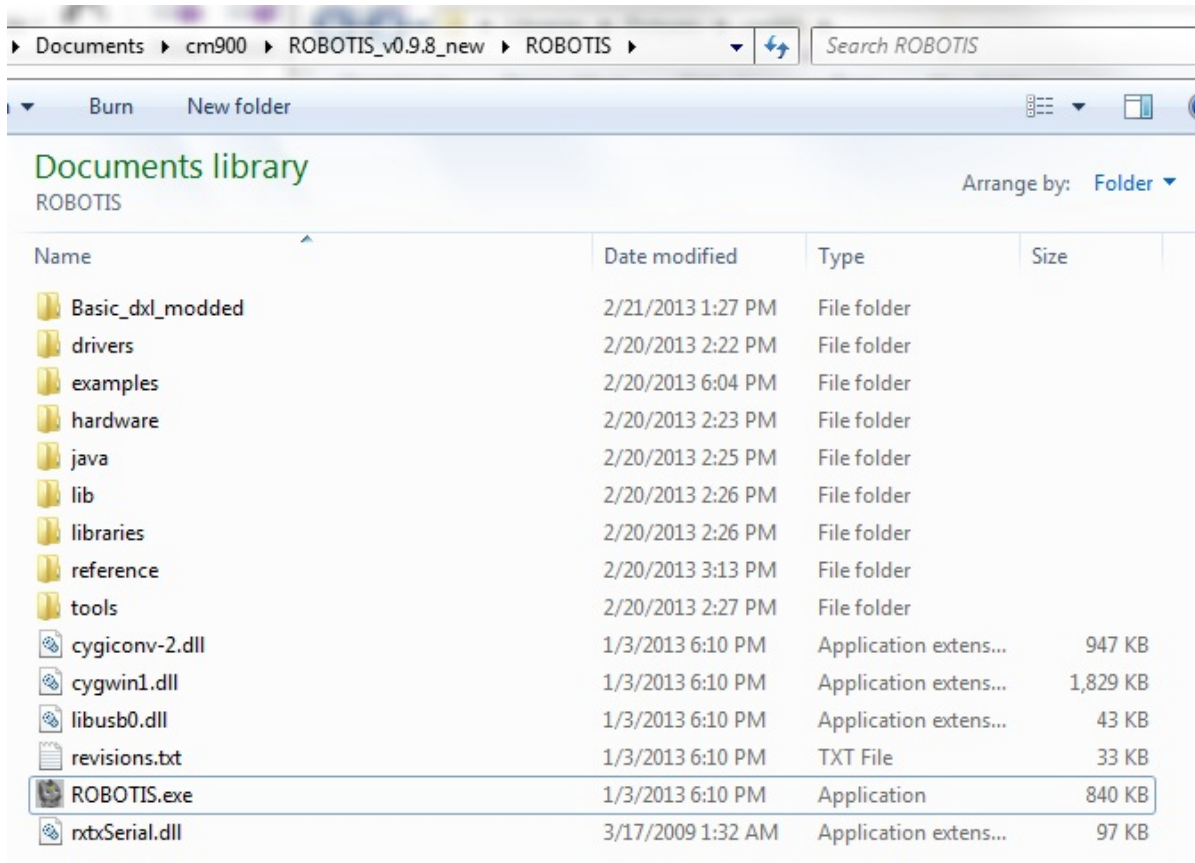 Documents cm900 ROBOTIS_v0.9.8_new ROBOTIS Search ROBOTIS
Burn New folder
Documents library
ROBOTIS
Arrange by: Folder
Name Date modified Type Size
Basic_dxl_modded 2/21/2013 1:27 PM File folder
drivers 2/20/2013 2:22 PM File folder
examples 2/20/2013 6:04 PM File folder
hardware 2/20/2013 2:23 PM File folder
java 2/20/2013 2:25 PM File folder
lib 2/20/2013 2:26 PM File folder
libraries 2/20/2013 2:26 PM File folder
reference 2/20/2013 3:13 PM File folder
tools 2/20/2013 2:27 PM File folder
cygiconv-2.dll 1/3/2013 6:10 PM Application extens... 947 KB
cygwin1.dll 1/3/2013 6:10 PM Application extens... 1,829 KB
libusb0.dll 1/3/2013 6:10 PM Application extens... 43 KB
revisions.txt 1/3/2013 6:10 PM TXT File 33 KB
ROBOTIS.exe 1/3/2013 6:10 PM Application 840 KB
rxtxSerial.dll 3/17/2009 1:32 AM Application extens... 97 KB